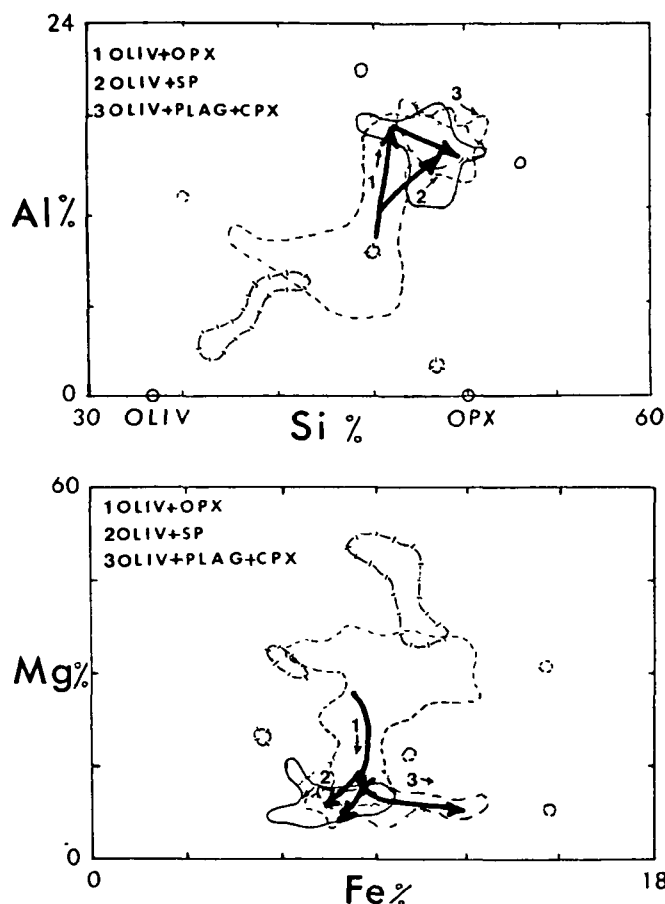 24
1 OLIV+OPX
2 OLIV+SP
3 OLIV+PLAG+CPX
3
1
2
Al%
0
30 OLIV Si % OPX 60
60
1 OLIV+OPX
2 OLIV+SP
3 OLIV+PLAG+CPX
Mg%
1
2
3
0
0 Fe% 18